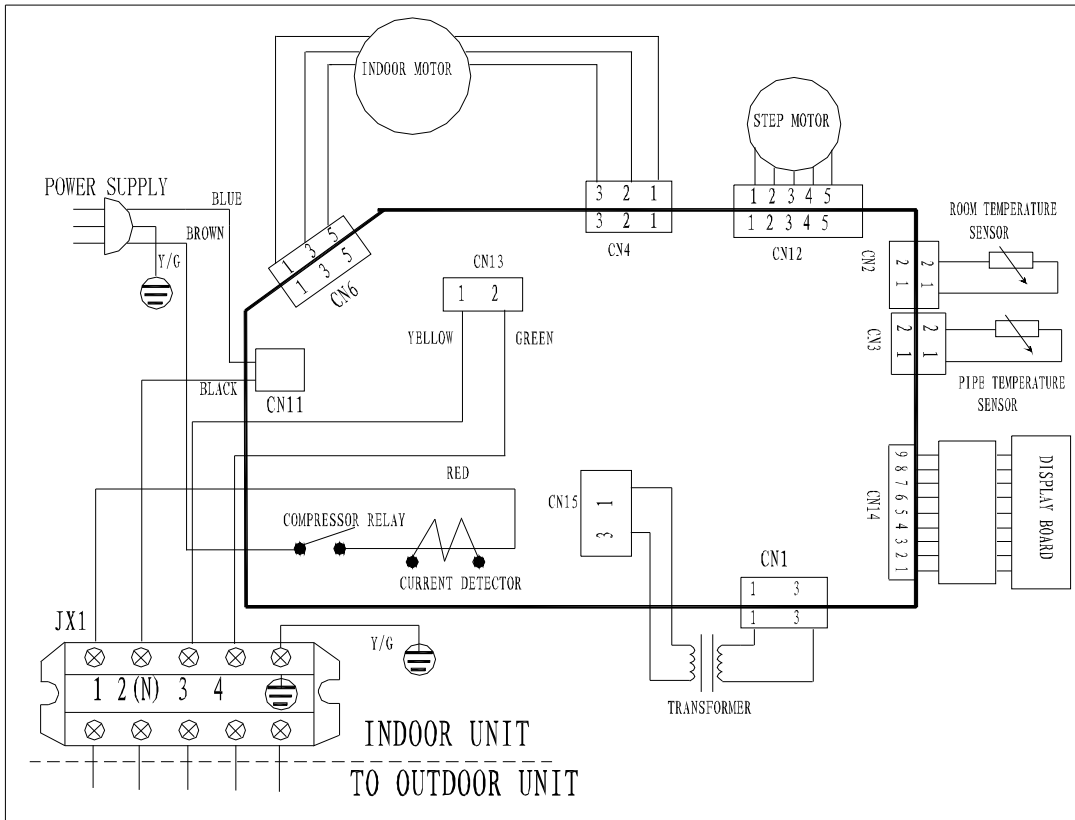 INDOOR MOTOR
STEP MOTOR
POWER SUPPLY
BLUE
BROWN
Y/G
1 3 5
1 3 5
CN6
3 2 1
3 2 1
CN4
1 2 3 4 5
1 2 3 4 5
CN12
ROOM TEMPERATURE
SENSOR
CN2
2 1
2 1
CN3
2 1
2 1
PIPE TEMPERATURE
SENSOR
CN13
1 2
YELLOW
GREEN
BLACK
CN11
RED
COMPRESSOR RELAY
CURRENT DETECTOR
CN15
1 3
CN14
9 8 7 6 5 4 3 2 1
DISPLAY BOARD
CN1
1 3
1 3
TRANSFORMER
JX1
Y/G
1 2(N) 3 4
INDOOR UNIT
TO OUTDOOR UNIT